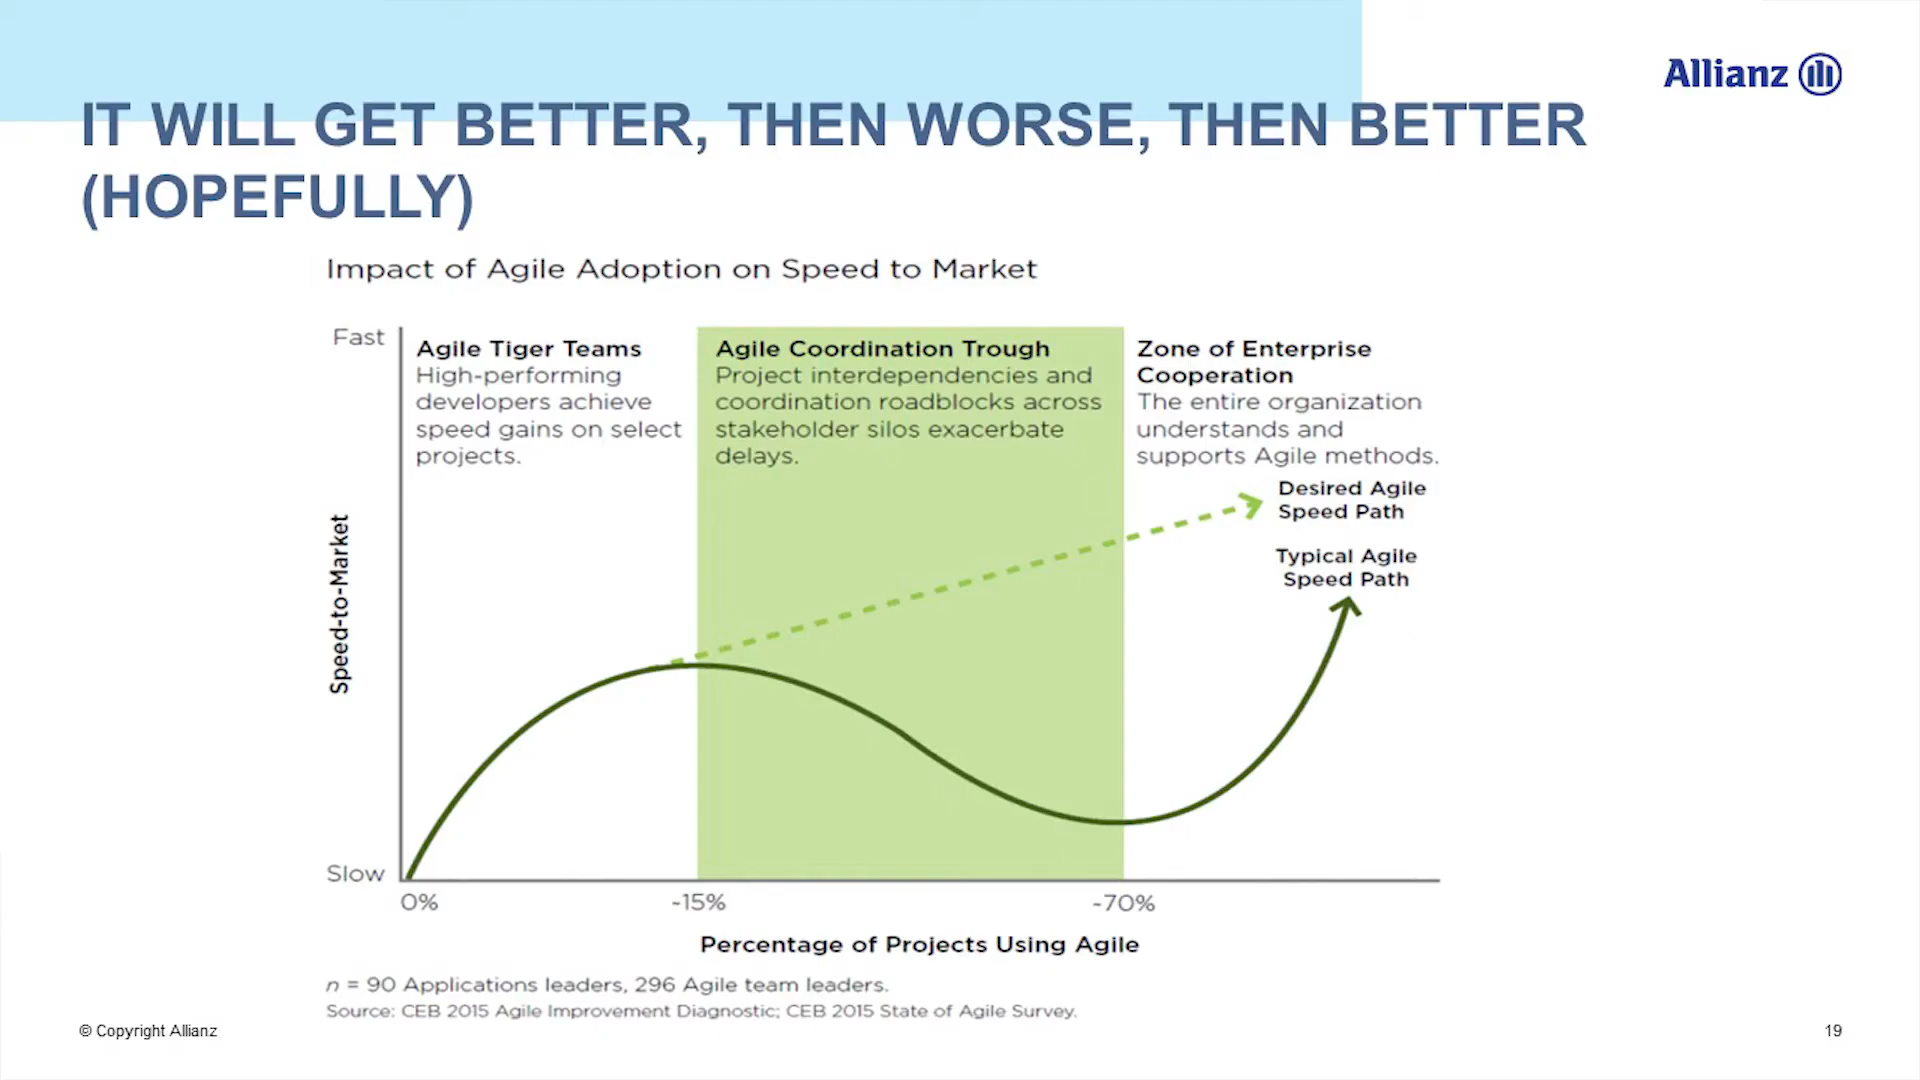 Allianz
IT WILL GET BETTER, THEN WORSE, THEN BETTER
(HOPEFULLY)
Impact of Agile Adoption on Speed to Market
Fast
Agile Tiger Teams
High-performing
developers achieve
speed gains on select
projects.
Agile Coordination Trough
Project interdependencies and
coordination roadblocks across
stakeholder silos exacerbate
delays.
Zone of Enterprise
Cooperation
The entire organization
understands and
supports Agile methods.
Desired Agile
Speed Path
Typical Agile
Speed Path
Speed-to-Market
Slow
0%
~15%
~70%
Percentage of Projects Using Agile
n = 90 Applications leaders, 296 Agile team leaders.
Source: CEB 2015 Agile Improvement Diagnostic; CEB 2015 State of Agile Survey.
© Copyright Allianz
19